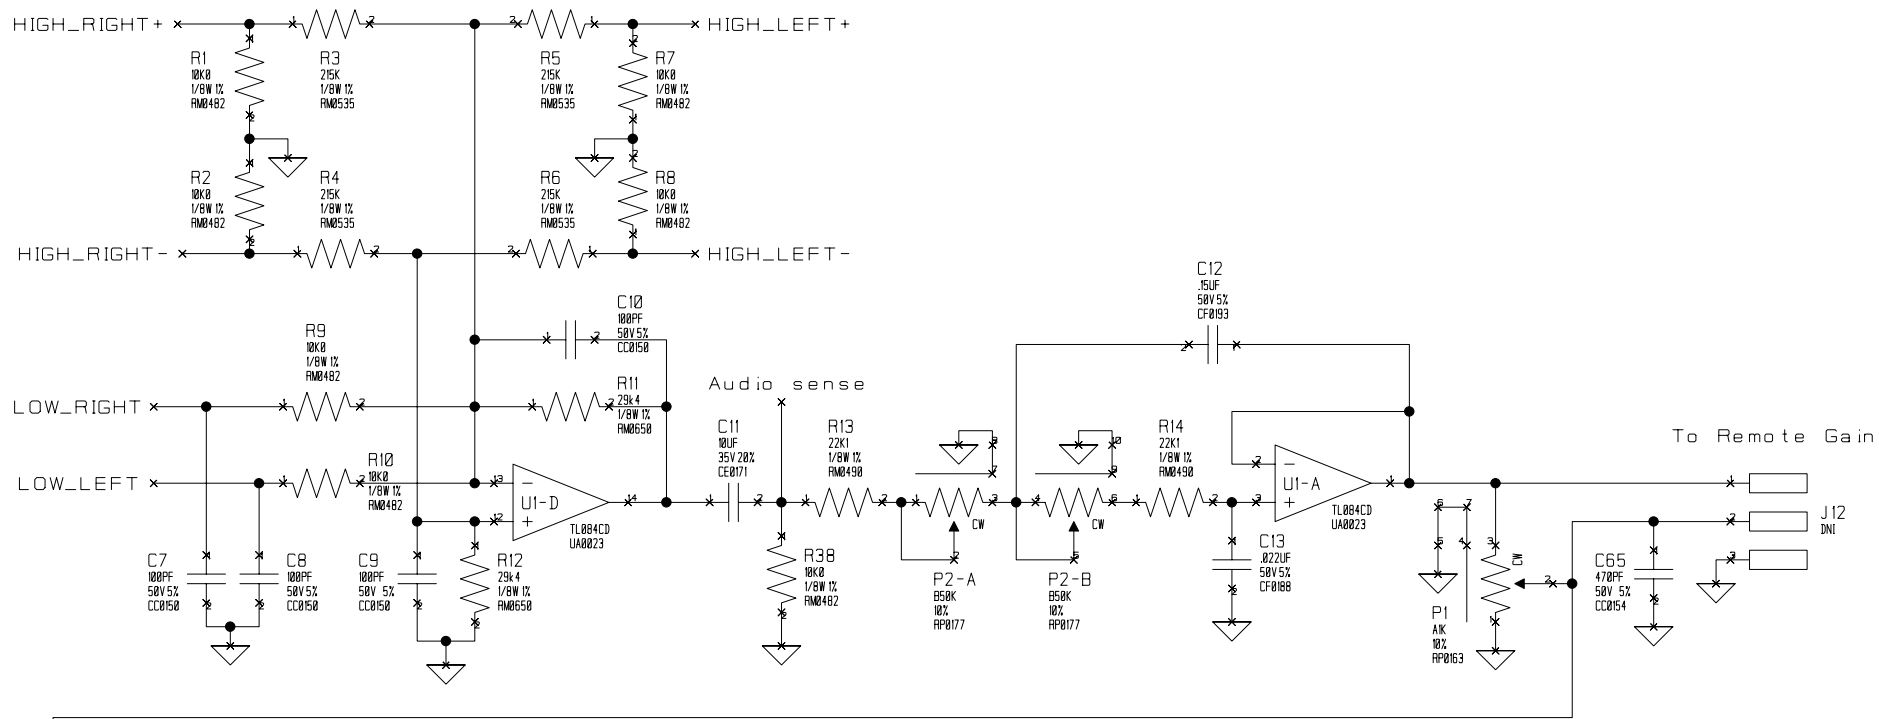 HIGH_RIGHT+
R1
10K0
1/8W 1%
RM0482
R3
215K
1/8W 1%
RM0535
R5
215K
1/8W 1%
RM0535
R7
10K0
1/8W 1%
RM0482
HIGH_LEFT+
R2
10K0
1/8W 1%
RM0482
R4
215K
1/8W 1%
RM0535
R6
215K
1/8W 1%
RM0535
R8
10K0
1/8W 1%
RM0482
HIGH_RIGHT-
HIGH_LEFT-
C10
100PF
50V 5%
CC0150
C12
.15UF
50V 5%
CF0193
R9
10K0
1/8W 1%
RM0482
R11
29k4
1/8W 1%
RM0650
Audio sense
LOW_RIGHT
LOW_LEFT
R10
10K0
1/8W 1%
RM0482
U1-D
TL084CD
UA0023
C11
10UF
35V 20%
CE0171
R13
22K1
1/8W 1%
RM0490
CW
CW
R14
22K1
1/8W 1%
RM0490
U1-A
TL084CD
UA0023
To Remote Gain
J12
DNI
C7
100PF
50V 5%
CC0150
C8
100PF
50V 5%
CC0150
C9
100PF
50V 5%
CC0150
R12
29k4
1/8W 1%
RM0650
R38
10K0
1/8W 1%
RM0482
P2-A
B50K
10%
RP0177
P2-B
B50K
10%
RP0177
C13
.022UF
50V 5%
CF0188
CW
P1
A1K
10%
RP0163
C65
470PF
50V 5%
CC0154